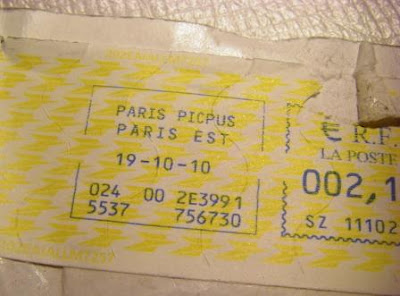 PARIS PICPUS
PARIS EST
19-10-10
024 00 2E3991
5537 756730
€ R.F.
LA POSTE
002,1
SZ 11102